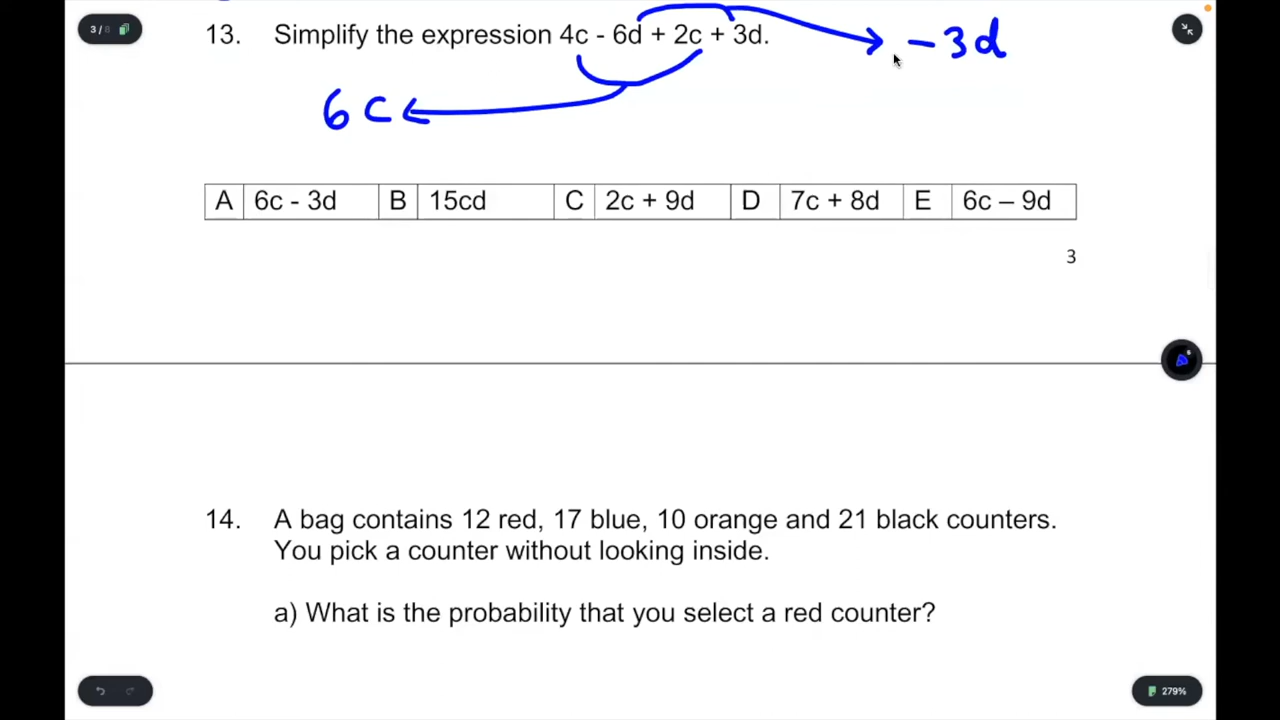 3 / 8
13. Simplify the expression 4c - 6d + 2c + 3d.
- 3d
6c
A 6c - 3d B 15cd C 2c + 9d D 7c + 8d E 6c – 9d
3
14. A bag contains 12 red, 17 blue, 10 orange and 21 black counters.
You pick a counter without looking inside.
a) What is the probability that you select a red counter?
279%